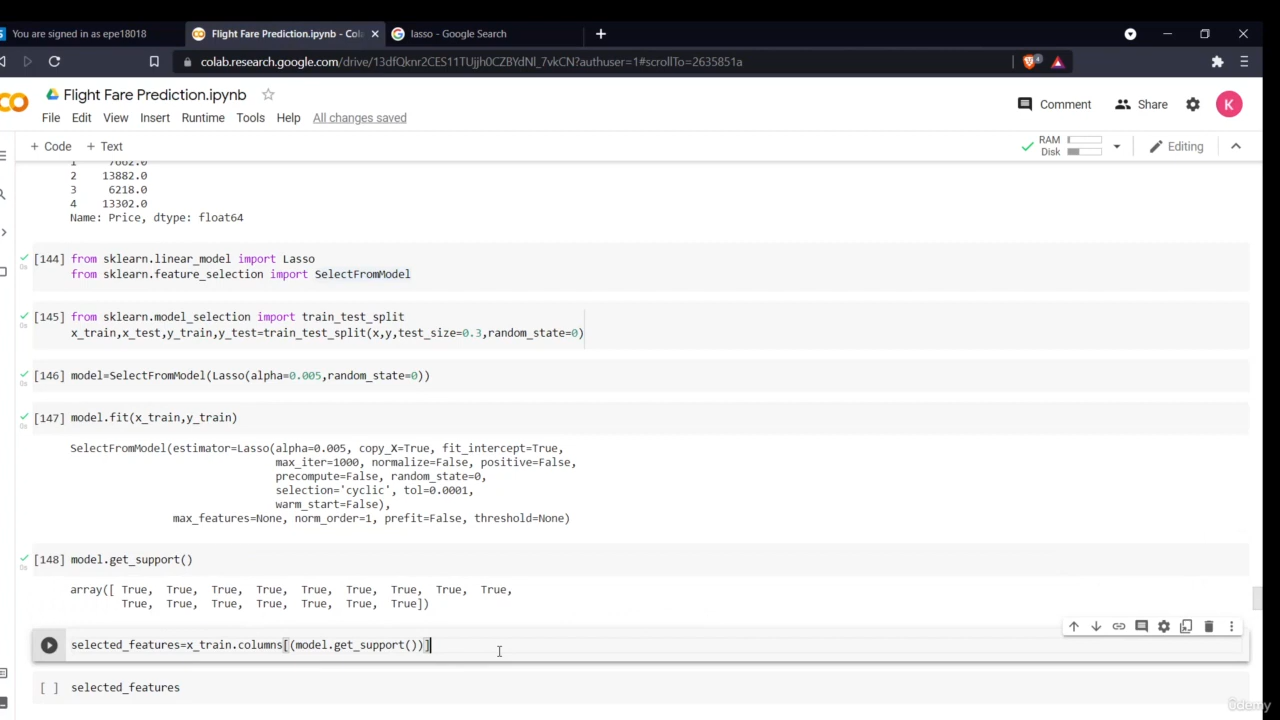 You are signed in as epe18018
Flight Fare Prediction.ipynb - Col
lasso - Google Search
colab.research.google.com/drive/13dfQknr2CES11TUjjh0CZBYdNl_7vkCN?authuser=1#scrollTo=2635851a
Flight Fare Prediction.ipynb
Comment
Share
K
File Edit View Insert Runtime Tools Help All changes saved
+ Code + Text
RAM
Disk
Editing
1 7662.0
2 13882.0
3 6218.0
4 13302.0
Name: Price, dtype: float64
[144] from sklearn.linear_model import Lasso
from sklearn.feature_selection import SelectFromModel
[145] from sklearn.model_selection import train_test_split
x_train,x_test,y_train,y_test=train_test_split(x,y,test_size=0.3,random_state=0)
[146] model=SelectFromModel(Lasso(alpha=0.005,random_state=0))
[147] model.fit(x_train,y_train)
SelectFromModel(estimator=Lasso(alpha=0.005, copy_X=True, fit_intercept=True,
max_iter=1000, normalize=False, positive=False,
precompute=False, random_state=0,
selection='cyclic', tol=0.0001,
warm_start=False),
max_features=None, norm_order=1, prefit=False, threshold=None)
[148] model.get_support()
array([ True, True, True, True, True, True, True, True, True,
True, True, True, True, True, True, True])
selected_features=x_train.columns[(model.get_support())]
[ ] selected_features
ûdemy